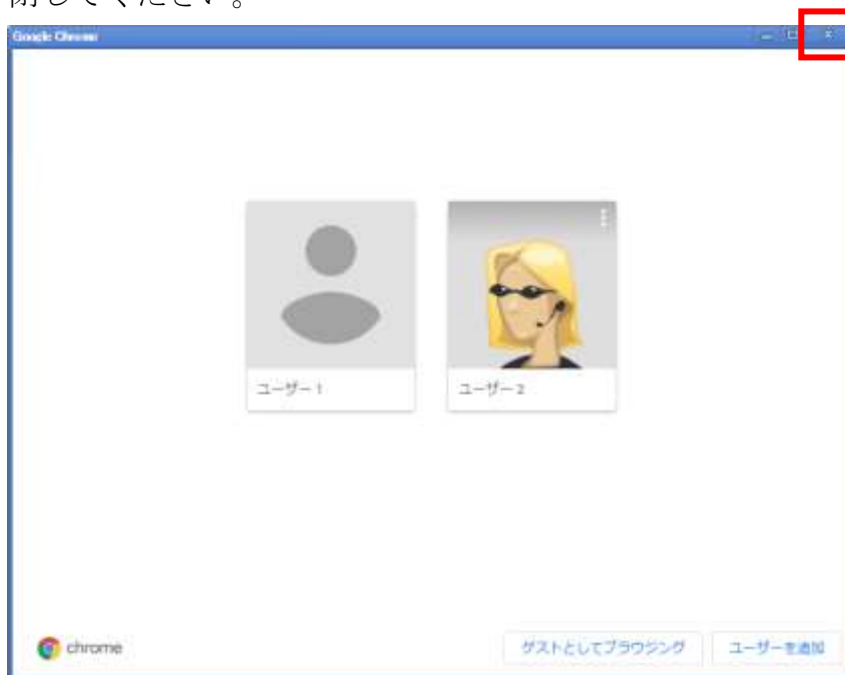 閉じてください。
Google Chrome
ユーザー 1
ユーザー 2
chrome
ゲストとしてブラウジング
ユーザーを追加